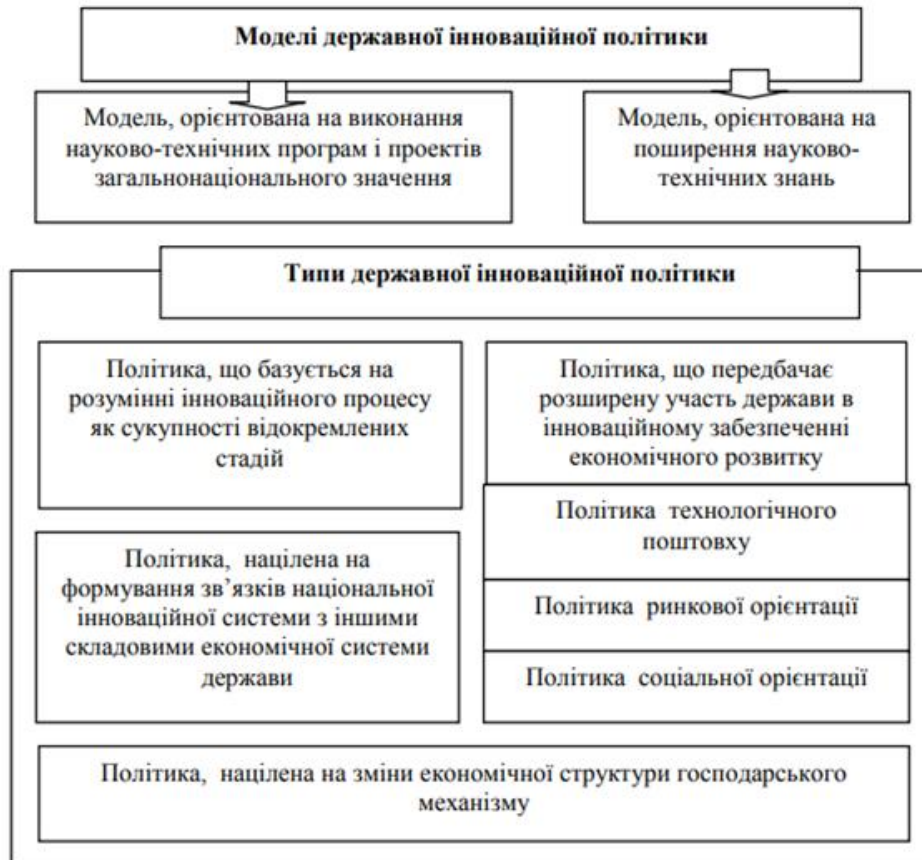 Моделі державної інноваційної політики
Модель, орієнтована на виконання
науково-технічних програм і проектів
загальнонаціонального значення
Модель, орієнтована на
поширення науково-
технічних знань
Типи державної інноваційної політики
Політика, що базується на
розумінні інноваційного процесу
як сукупності відокремлених
стадій
Політика, що передбачає
розширену участь держави в
інноваційному забезпеченні
економічного розвитку
Політика технологічного
поштовху
Політика, націлена на
формування зв’язків національної
інноваційної системи з іншими
складовими економічної системи
держави
Політика ринкової орієнтації
Політика соціальної орієнтації
Політика, націлена на зміни економічної структури господарського
механізму